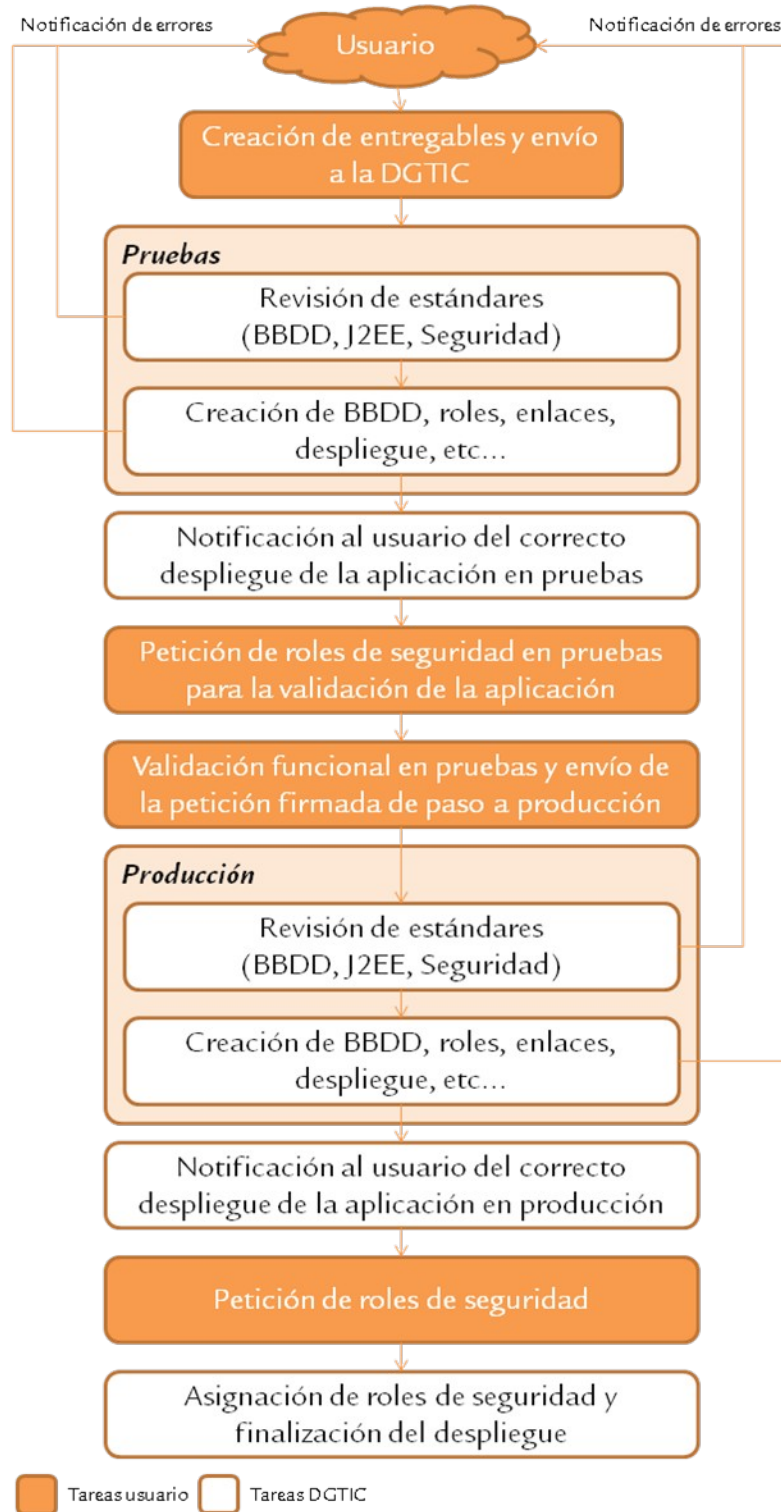 Notificación de errores
Notificación de errores
Usuario
Creación de entregables y envío
a la DGTIC
Pruebas
Revisión de estándares
(BBDD, J2EE, Seguridad)
Creación de BBDD, roles, enlaces,
despliegue, etc...
Notificación al usuario del correcto
despliegue de la aplicación en pruebas
Petición de roles de seguridad en pruebas
para la validación de la aplicación
Validación funcional en pruebas y envío de
la petición firmada de paso a producción
Producción
Revisión de estándares
(BBDD, J2EE, Seguridad)
Creación de BBDD, roles, enlaces,
despliegue, etc...
Notificación al usuario del correcto
despliegue de la aplicación en producción
Petición de roles de seguridad
Asignación de roles de seguridad y
finalización del despliegue
Tareas usuario
Tareas DGTIC